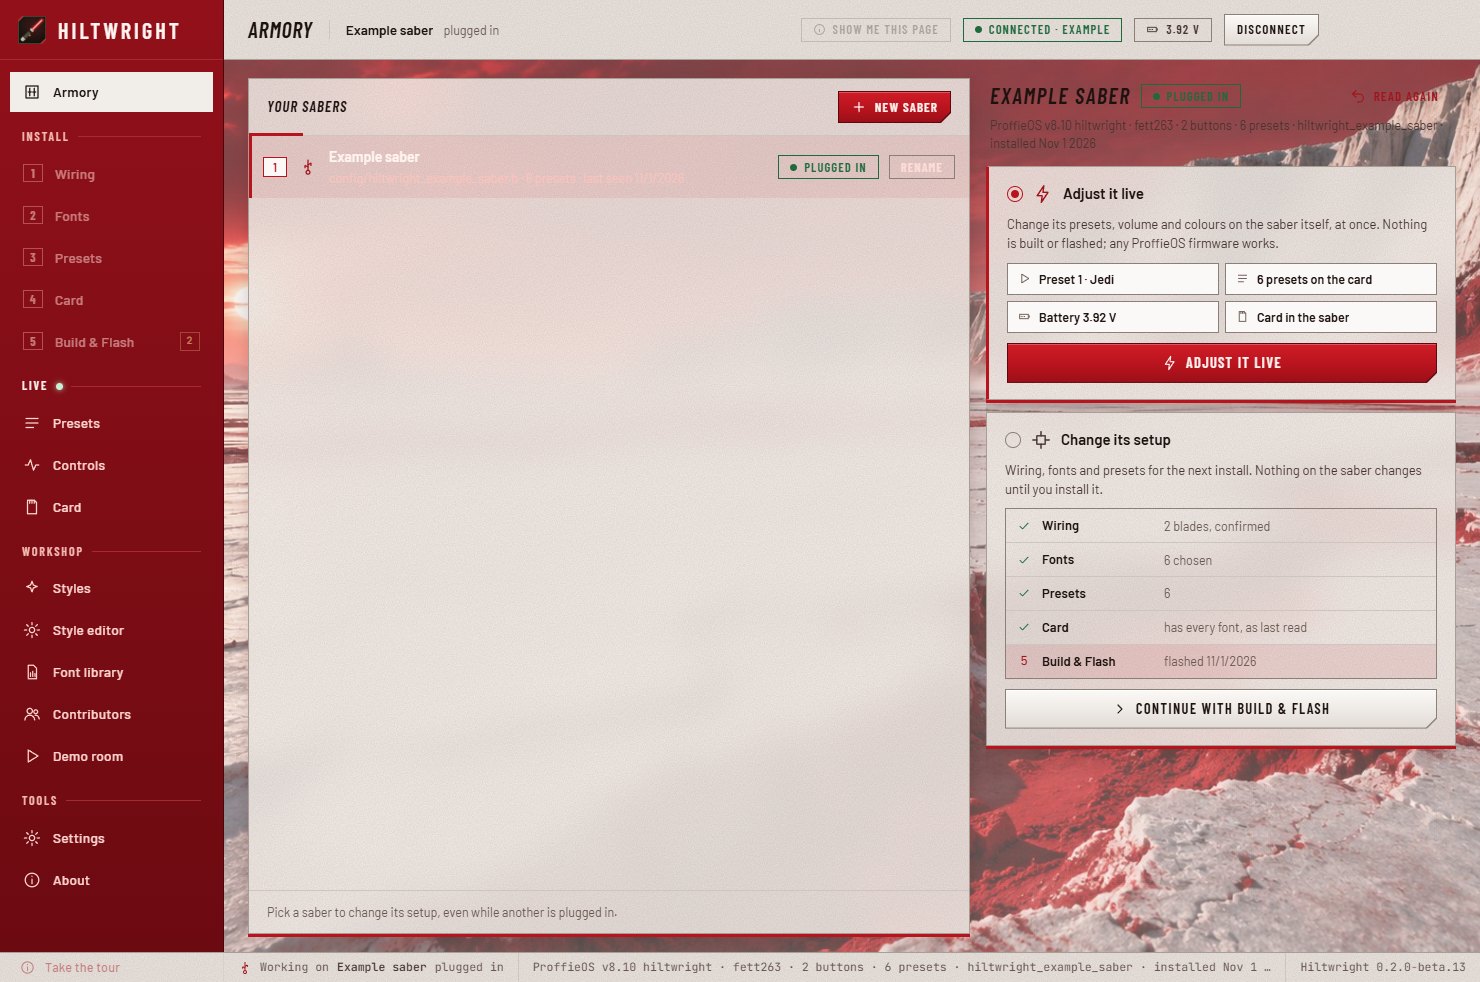 HILTWRIGHT
ARMORY
Example saber plugged in
SHOW ME THIS PAGE
CONNECTED · EXAMPLE
3.92 V
DISCONNECT
Armory
INSTALL
1 Wiring
2 Fonts
3 Presets
4 Card
5 Build & Flash 2
LIVE
Presets
Controls
Card
WORKSHOP
Styles
Style editor
Font library
Contributors
Demo room
TOOLS
Settings
About
Take the tour
YOUR SABERS
NEW SABER
1 Example saber
config/hiltwright_example_saber.h · 6 presets · last seen 11/1/2026
PLUGGED IN
RENAME
Pick a saber to change its setup, even while another is plugged in.
EXAMPLE SABER
PLUGGED IN
READ AGAIN
ProffieOS v8.10 hiltwright · fett263 · 2 buttons · 6 presets · hiltwright_example_saber ·
installed Nov 1 2026
Adjust it live
Change its presets, volume and colours on the saber itself, at once. Nothing
is built or flashed; any ProffieOS firmware works.
Preset 1 · Jedi
6 presets on the card
Battery 3.92 V
Card in the saber
ADJUST IT LIVE
Change its setup
Wiring, fonts and presets for the next install. Nothing on the saber changes
until you install it.
Wiring 2 blades, confirmed
Fonts 6 chosen
Presets 6
Card has every font, as last read
5 Build & Flash flashed 11/1/2026
CONTINUE WITH BUILD & FLASH
Working on Example saber plugged in
ProffieOS v8.10 hiltwright · fett263 · 2 buttons · 6 presets · hiltwright_example_saber · installed Nov 1 …
Hiltwright 0.2.0-beta.13